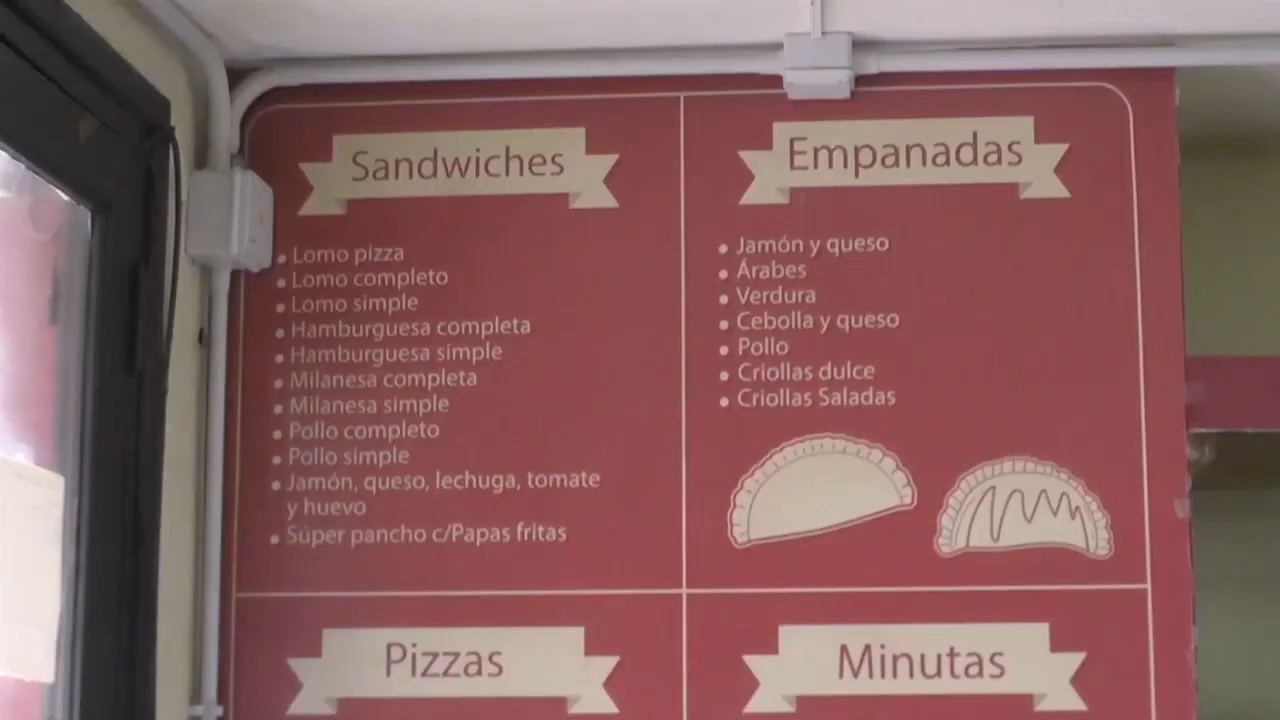 Sandwiches
• Lomo pizza
• Lomo completo
• Lomo simple
• Hamburguesa completa
• Hamburguesa simple
• Milanesa completa
• Milanesa simple
• Pollo completo
• Pollo simple
• Jamón, queso, lechuga, tomate
y huevo
• Súper pancho c/Papas fritas
Empanadas
• Jamón y queso
• Árabes
• Verdura
• Cebolla y queso
• Pollo
• Criollas dulce
• Criollas Saladas
Pizzas
Minutas